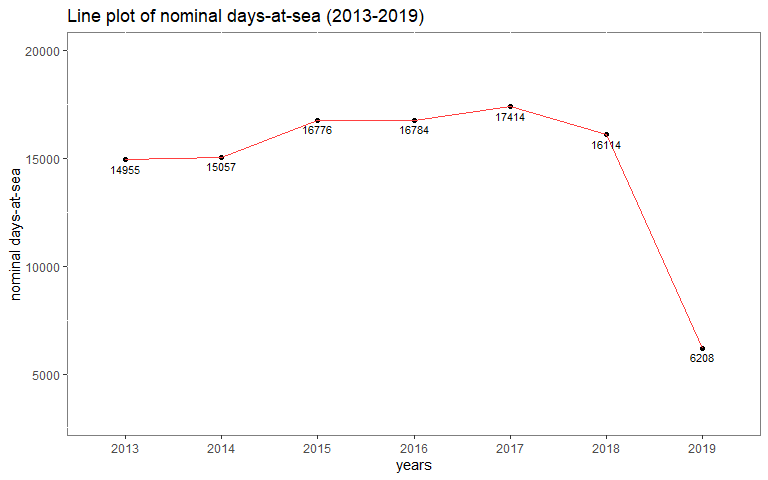 Line plot of nominal days-at-sea (2013-2019)
20000
15000
10000
5000
nominal days-at-sea
14955
15057
16776
16784
17414
16114
6208
2013 2014 2015 2016 2017 2018 2019
years